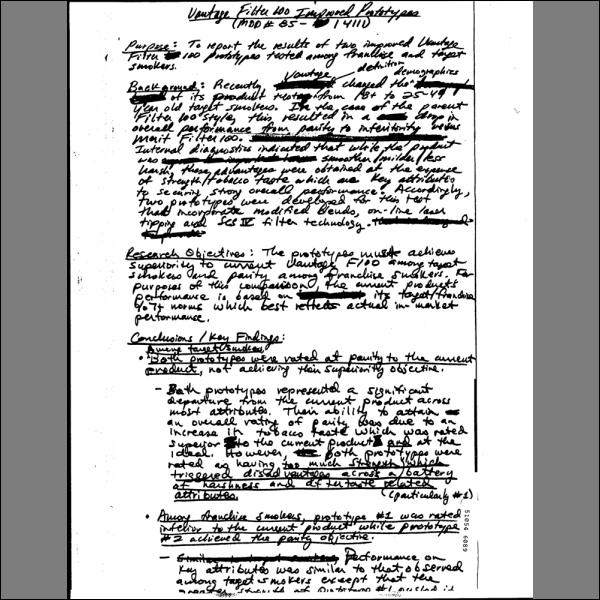 Vantage Filter 100 Improved Prototypes
(MDD # 85- 1411)
Purpose: To report the results of two improved Vantage
Filter 100 prototypes tested among franchise and target
smokers.
Vantage definition demographics
Background: Recently changed the
of its product testing from 18+ to 25-49
year old target smokers. In the case of the parent
Filter 100 style, this resulted in a drop in
overall performance from parity to inferiority versus
Merit Filter 100.
Internal diagnostics indicated that while the product
was smoother/milder/less
harsh, these advantages were obtained at the expense
of strength/tobacco taste which are key attributes
to securing strong overall performance. Accordingly,
two prototypes were developed for this test
that incorporate modified blends, on-line laser
tipping and SCS IV filter technology.
Research Objectives: The prototypes must achieve
superiority to current Vantage F100 among target
smokers and parity among franchise smokers. For
purposes of this comparison, the current product's
performance is based on its target/franchise
norms which best reflects actual in-market
performance.
Conclusions/Key Findings:
Among target smokers,
• Both prototypes were rated at parity to the current
product, not achieving their superiority objective.
- Both prototypes represented a significant
departure from the current product across
most attributes. Their ability to attain
an overall rating of parity was due to an
increase in tobacco taste which was rated
superior to the current product and at the
ideal. However, both prototypes were
rated as having too much strength which
triggered disadvantages across a battery
of harshness and aftertaste related
attributes. (particularly #1)
• Among franchise smokers, prototype #1 was rated
inferior to the current product while prototype
#2 achieved the parity objective.
- Performance on
key attributes was similar to that observed
among target smokers except that the
greater strength of prototype #1 resulted in
51054 6089